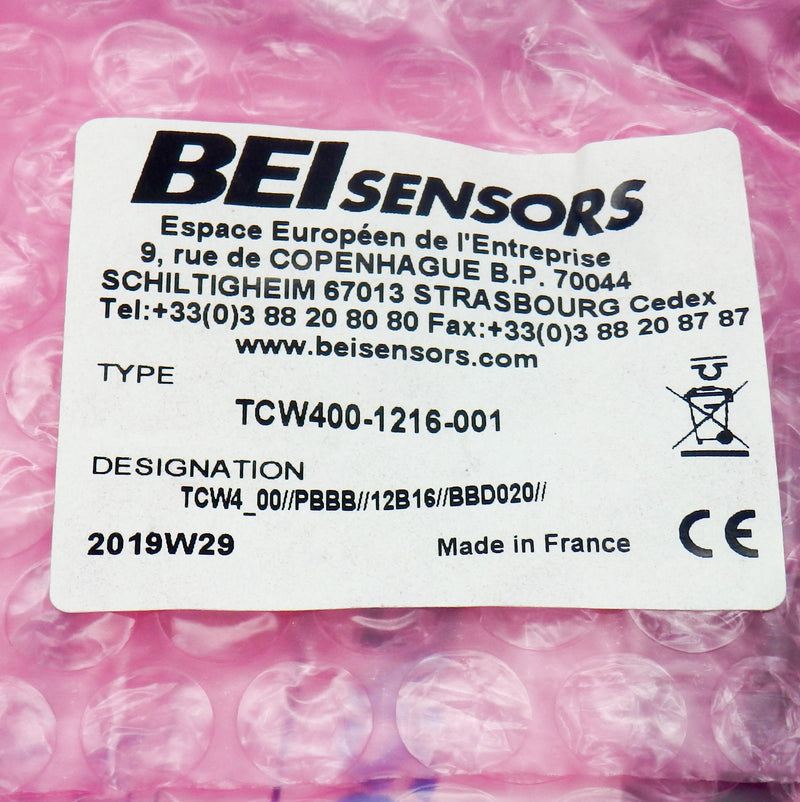 BEI SENSORS
Espace Européen de l'Entreprise
9, rue de COPENHAGUE B.P. 70044
SCHILTIGHEIM 67013 STRASBOURG Cedex
Tel:+33(0)3 88 20 80 80 Fax:+33(0)3 88 20 87 87
www.beisensors.com
TYPE
TCW400-1216-001
DESIGNATION
TCW4_00//PBBB//12B16//BBD020//
2019W29
Made in France
CE